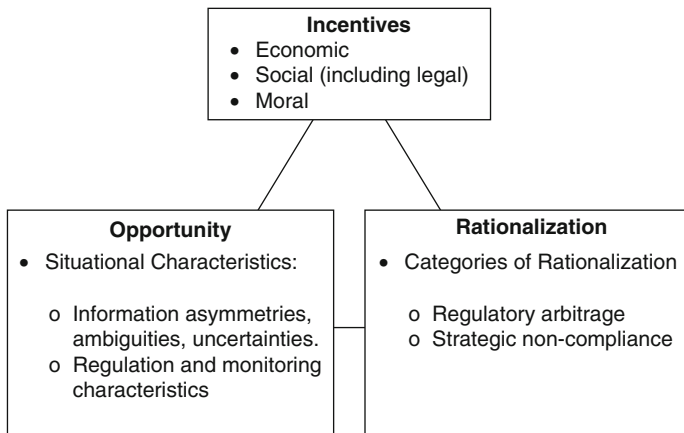 Incentives
• Economic
• Social (including legal)
• Moral
Opportunity
• Situational Characteristics:
o Information asymmetries,
ambiguities, uncertainties.
o Regulation and monitoring
characteristics
Rationalization
• Categories of Rationalization
o Regulatory arbitrage
o Strategic non-compliance